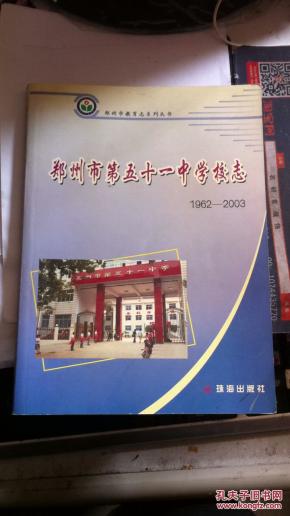 郑州市教育志系列丛书
郑州市第五十一中学校志
1962—2003
郑州市第五十一中学
珠海出版社
孔夫子旧书网